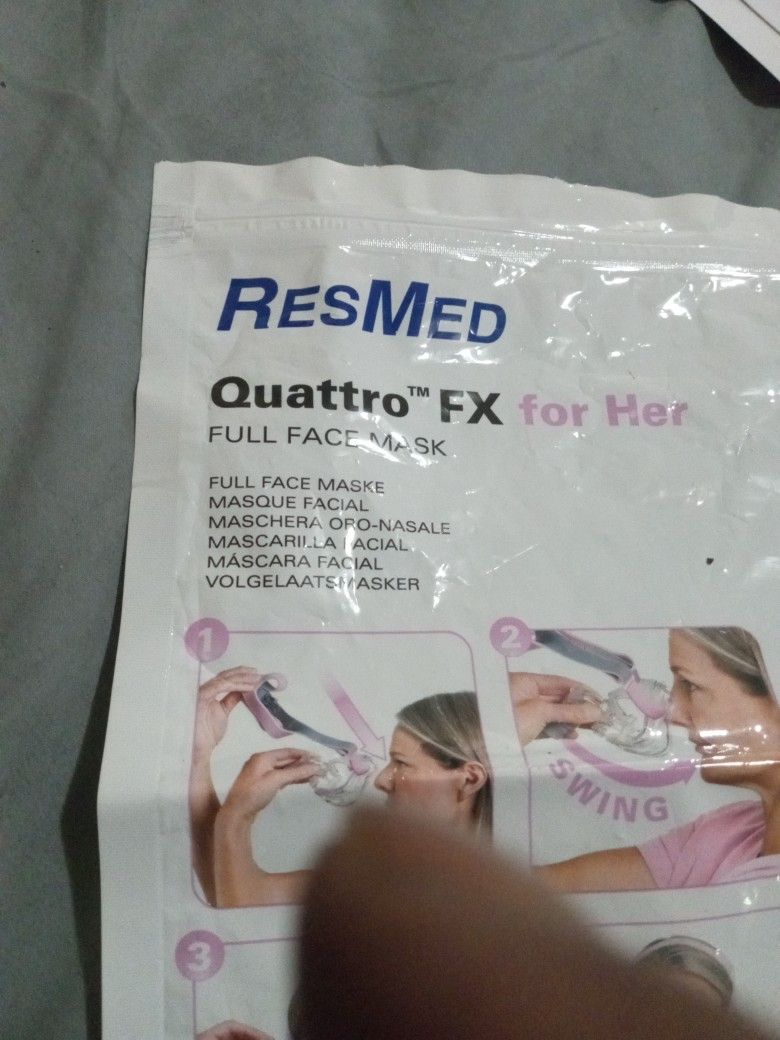 RESMED
Quattro™ FX for Her
FULL FACE MASK
FULL FACE MASKE
MASQUE FACIAL
MASCHERA ORO-NASALE
MASCARILLA FACIAL
MÁSCARA FACIAL
VOLGELAATSMASKER
1
2
SWING
3